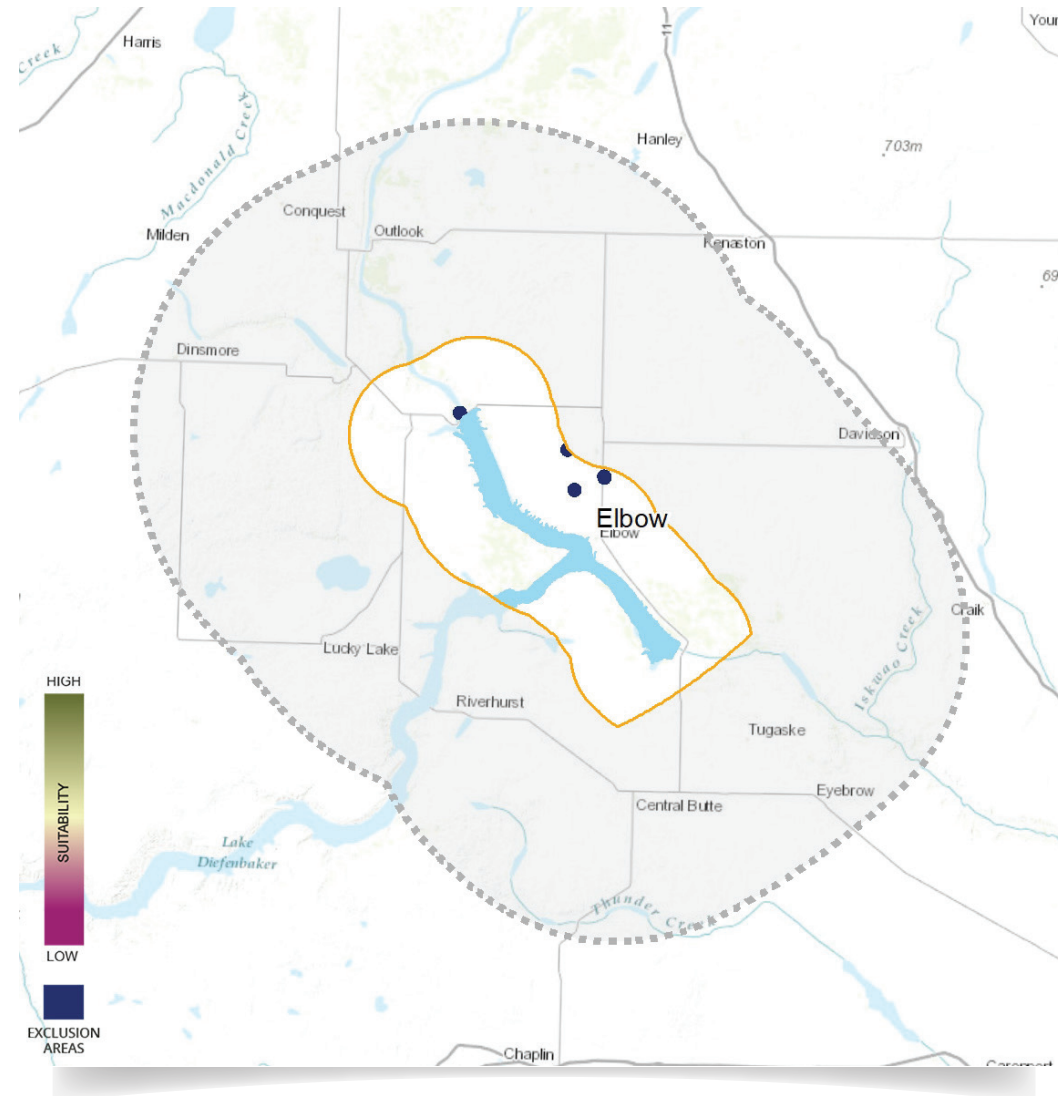 Creek
Harris
11
Your
Macdonald Creek
Hanley
703m
Conquest
Milden
Outlook
Kenaston
69
Dinsmore
Davidson
Elbow
Elbow
Craik
Iskwao Creek
Lucky Lake
HIGH
SUITABILITY
LOW
Riverhurst
Tugaske
Central Butte
Eyebrow
Lake
Diefenbaker
Thunder Creek
EXCLUSION
AREAS
Chaplin